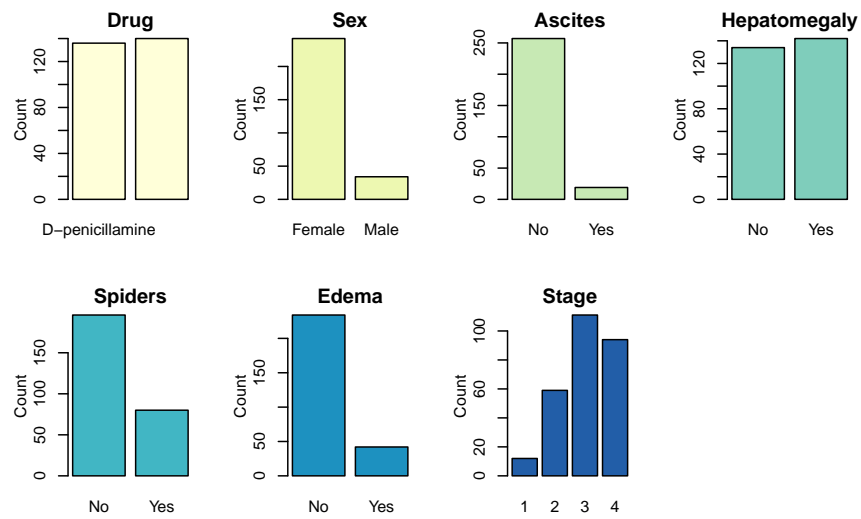 Drug
Count
0
40
80
120
D−penicillamine
Sex
Count
0
50
150
Female Male
Ascites
Count
0
50
100
150
200
250
No Yes
Hepatomegaly
Count
0
40
80
120
No Yes
Spiders
Count
0
50
100
150
No Yes
Edema
Count
0
50
150
No Yes
Stage
Count
0
20
60
100
1 2 3 4